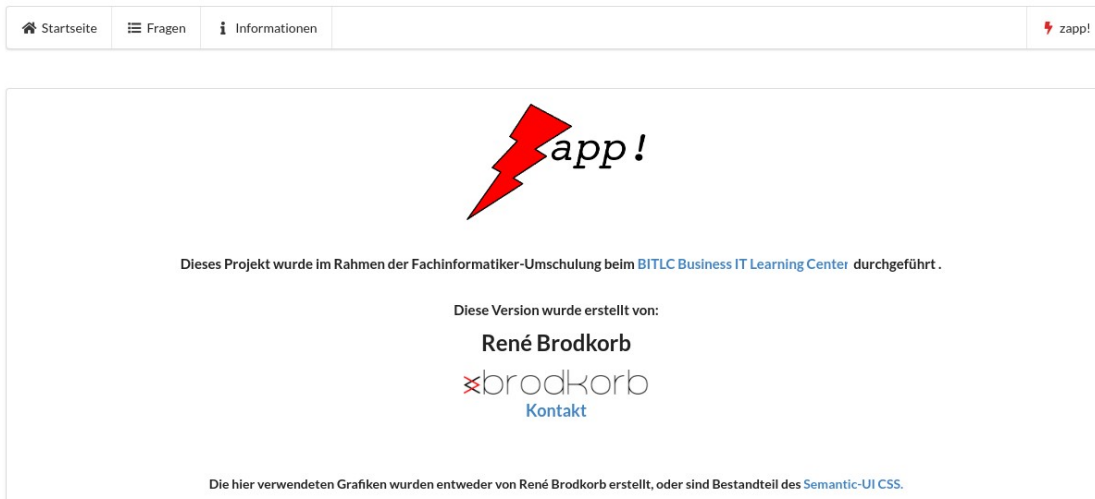 Startseite Fragen Informationen zapp!
app!
Dieses Projekt wurde im Rahmen der Fachinformatiker-Umschulung beim BITLC Business IT Learning Center durchgeführt .
Diese Version wurde erstellt von:
René Brodkorb
brodkorb
Kontakt
Die hier verwendeten Grafiken wurden entweder von René Brodkorb erstellt, oder sind Bestandteil des Semantic-UI CSS.